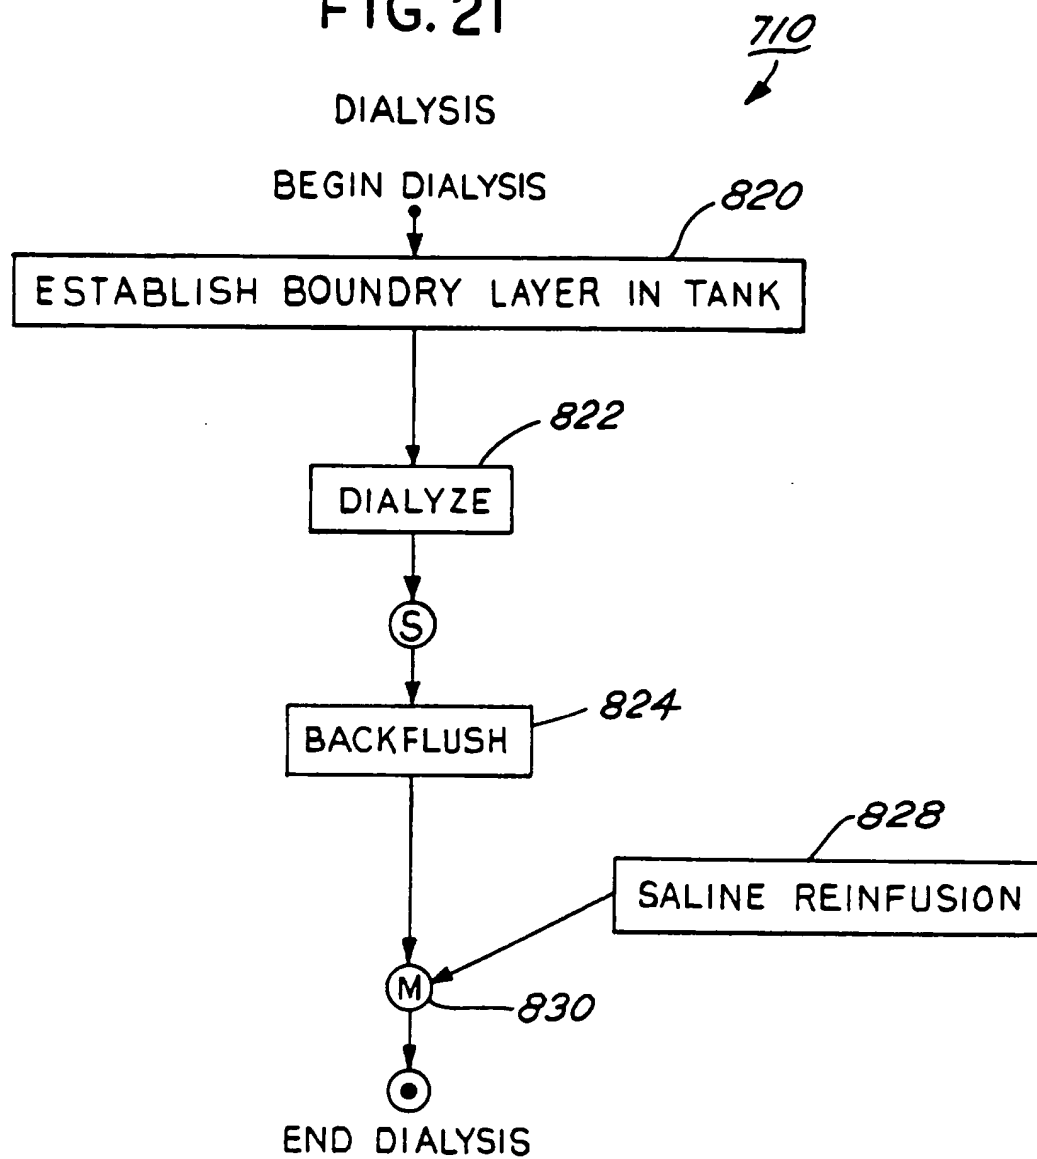 FIG. 21
710
DIALYSIS
BEGIN DIALYSIS
820
ESTABLISH BOUNDRY LAYER IN TANK
822
DIALYZE
S
824
BACKFLUSH
828
SALINE REINFUSION
M
830
END DIALYSIS